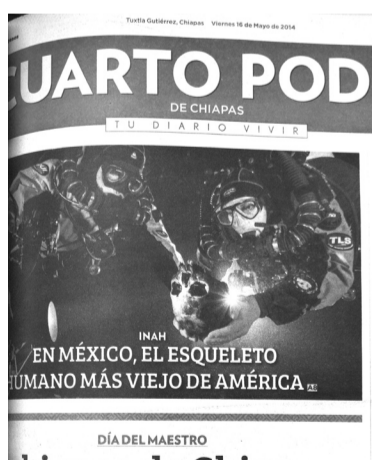 Tuxtla Gutiérrez, Chiapas Viernes 16 de Mayo de 2014
CUARTO POD
DE CHIAPAS
TU DIARIO VIVIR
TLS
INAH
EN MÉXICO, EL ESQUELETO
HUMANO MÁS VIEJO DE AMÉRICA
DÍA DEL MAESTRO